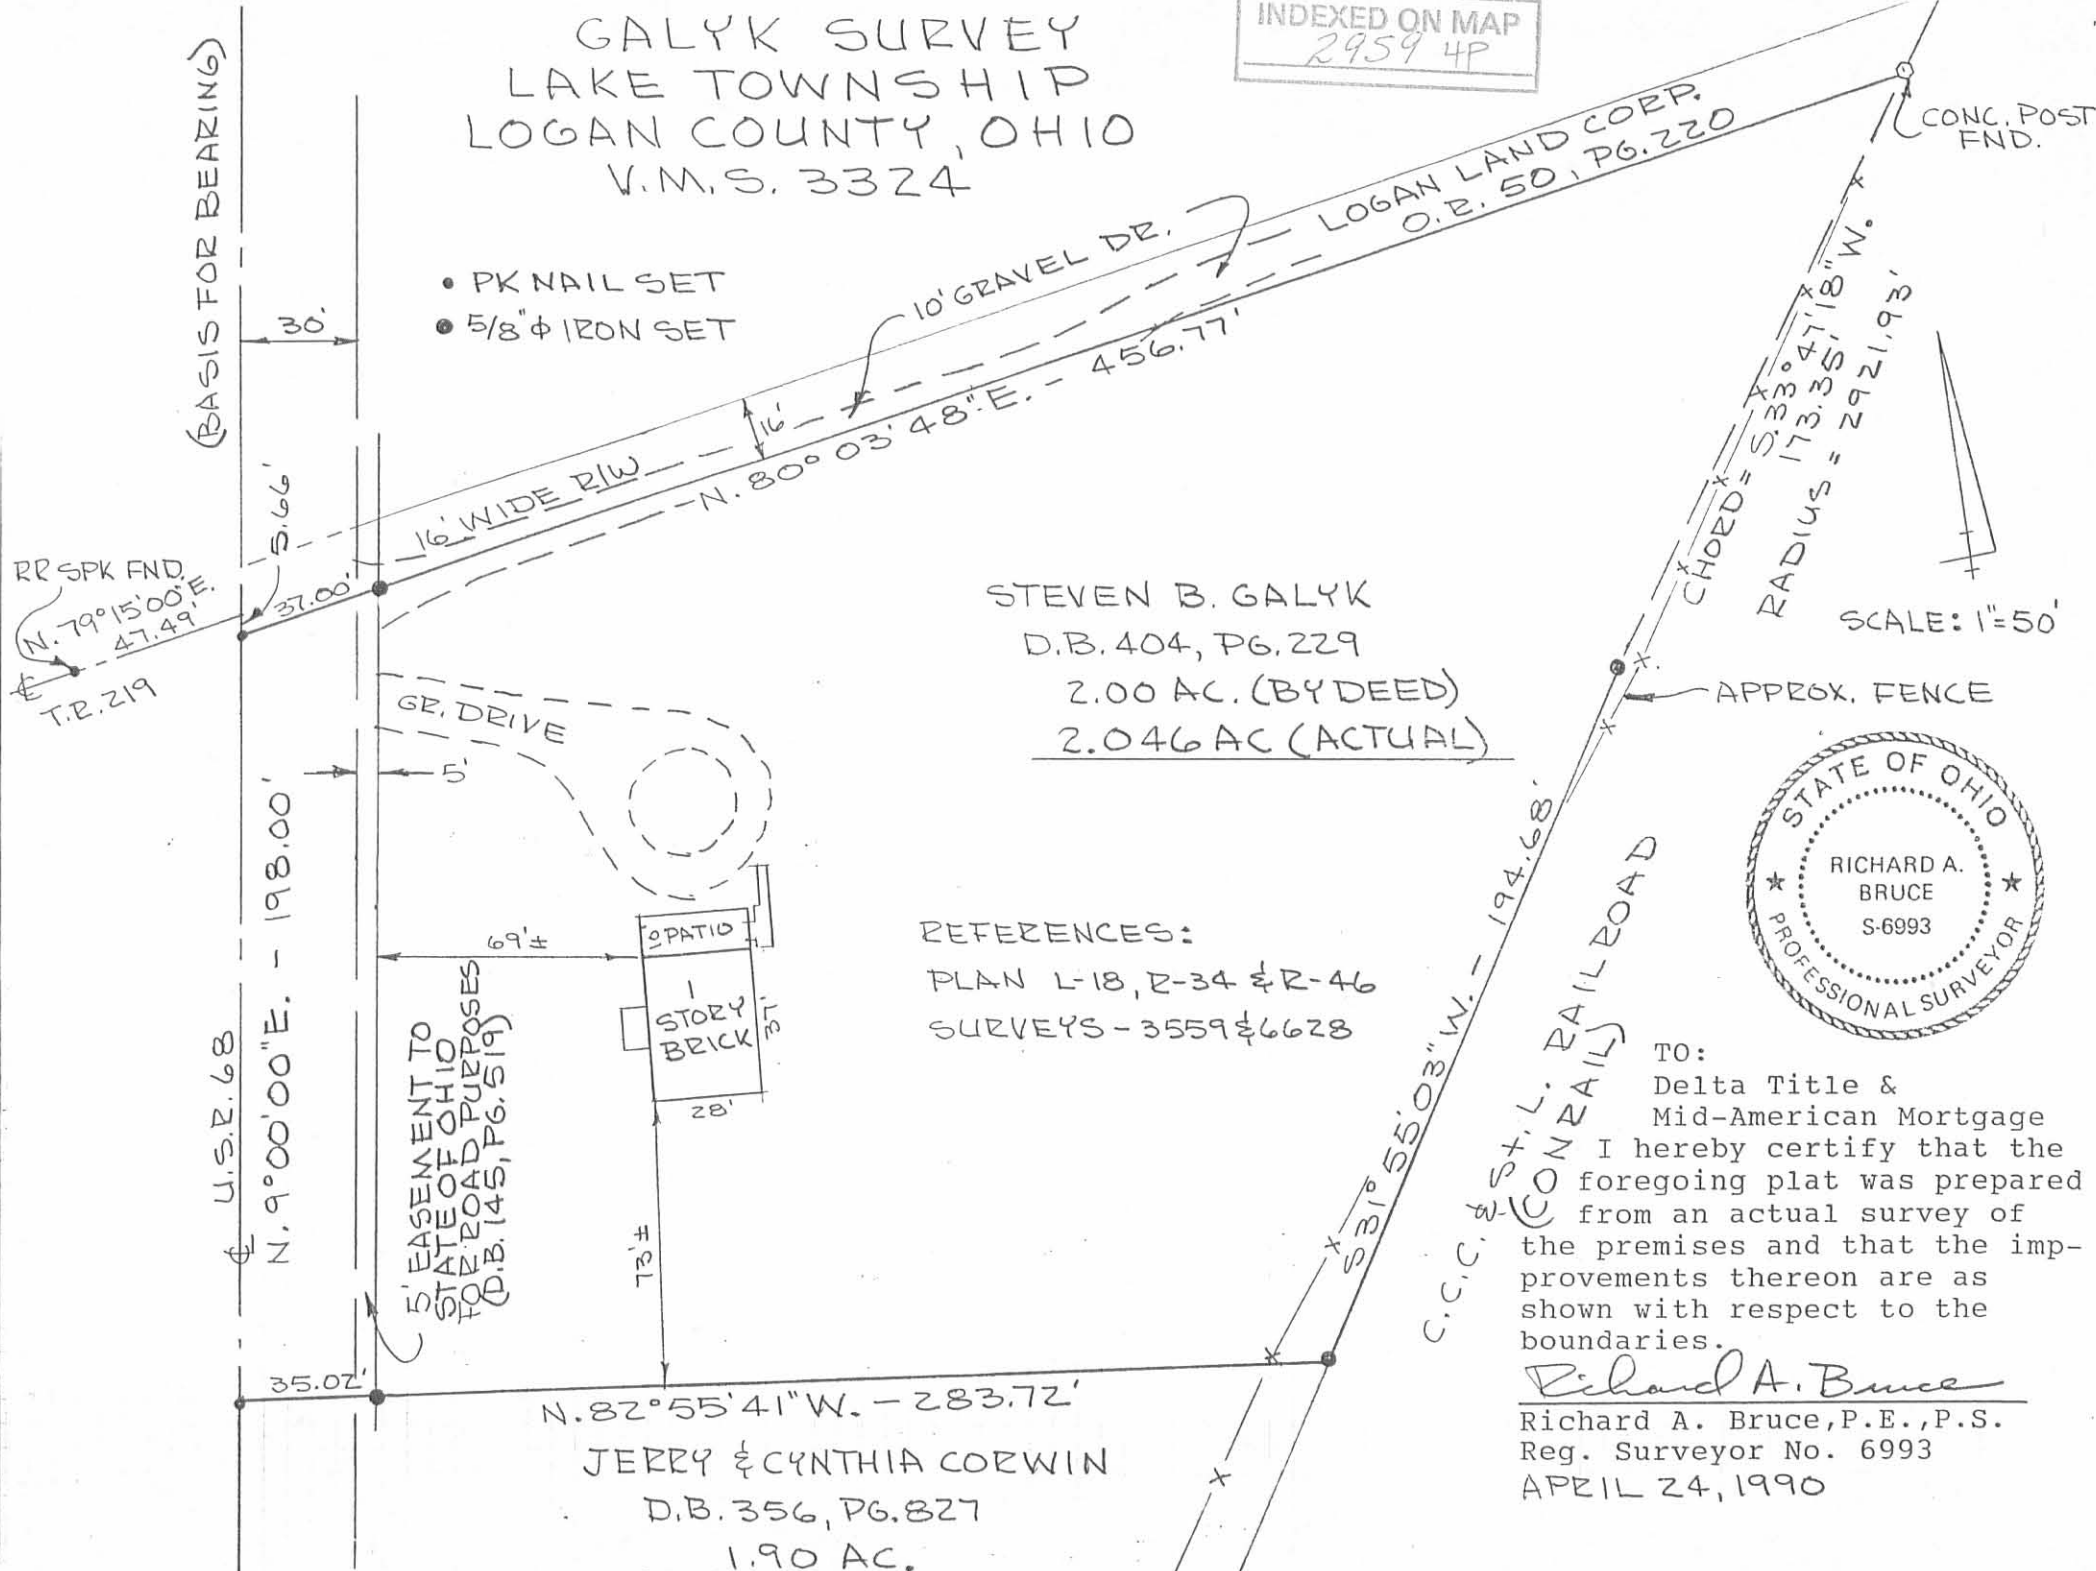 GALYK SURVEY
LAKE TOWNSHIP
LOGAN COUNTY, OHIO
V.M.S. 3324
INDEXED ON MAP
2959 4P
(BASIS FOR BEARING)
30'
• PK NAIL SET
● 5/8"ϕ IRON SET
10' GRAVEL DR.
LOGAN LAND CORP.
O.R. 50, PG. 220
CONC. POST
FND.
16'
16' WIDE R/W
N. 80° 03' 48" E. - 456.77'
CHORD = S.33° 47' 18" W.
173.35'
RADIUS = 2921.93'
SCALE: 1"=50'
5.66'
RR SPK FND.
N. 79° 15' 00" E.
47.49'
37.00'
℄
T.R. 219
GR. DRIVE
5'
STEVEN B. GALYK
D.B. 404, PG. 229
2.00 AC. (BY DEED)
2.046 AC (ACTUAL)
APPROX. FENCE
STATE OF OHIO
RICHARD A.
BRUCE
S-6993
PROFESSIONAL SURVEYOR
U.S.R. 68
℄
N. 9° 00' 00" E. - 198.00'
69'±
PATIO
1
STORY
BRICK
37'
28'
73'±
5' EASEMENT TO
STATE OF OHIO
FOR ROAD PURPOSES
(D.B. 145, PG. 519)
REFERENCES:
PLAN L-18, R-34 & R-46
SURVEYS - 3559 & 6628
S 31° 55' 03" W. - 194.68'
C.C.C. & ST. L. RAILROAD
(CONRAIL)
TO:
Delta Title &
Mid-American Mortgage
I hereby certify that the
foregoing plat was prepared
from an actual survey of
the premises and that the imp-
provements thereon are as
shown with respect to the
boundaries.
Richard A. Bruce
Richard A. Bruce,P.E.,P.S.
Reg. Surveyor No. 6993
APRIL 24, 1990
35.02'
N. 82° 55' 41" W. - 283.72'
JERRY & CYNTHIA CORWIN
D.B. 356, PG. 827
1.90 AC.